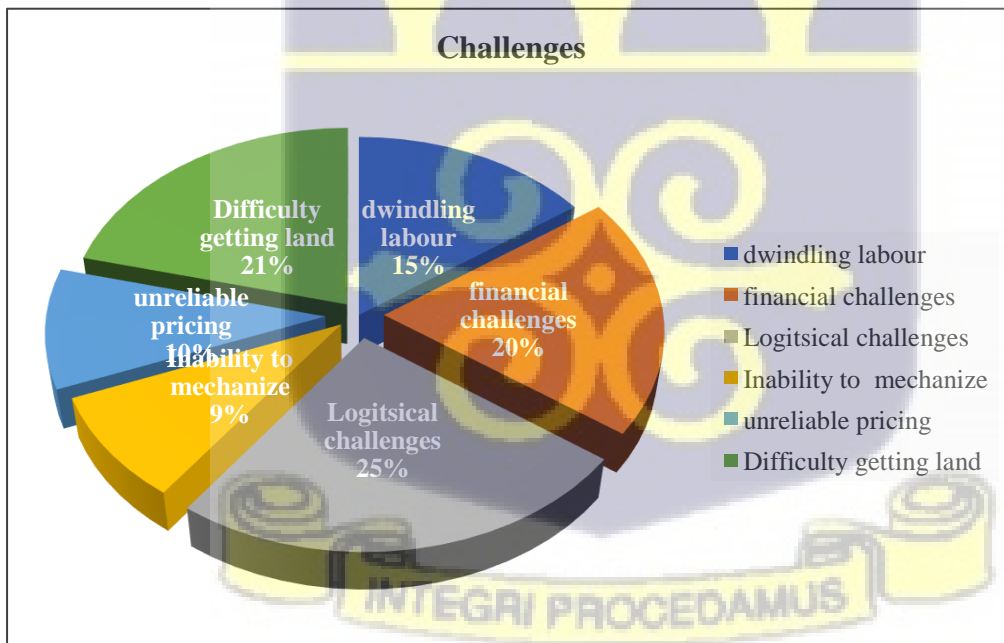 Challenges
Difficulty
getting land
21%
dwindling
labour
15%
financial
challenges
20%
unreliable
pricing
10%
Inability to
mechanize
9%
Logitsical
challenges
25%
dwindling labour
financial challenges
Logitsical challenges
Inability to mechanize
unreliable pricing
Difficulty getting land
INTEGRI PROCEDAMUS